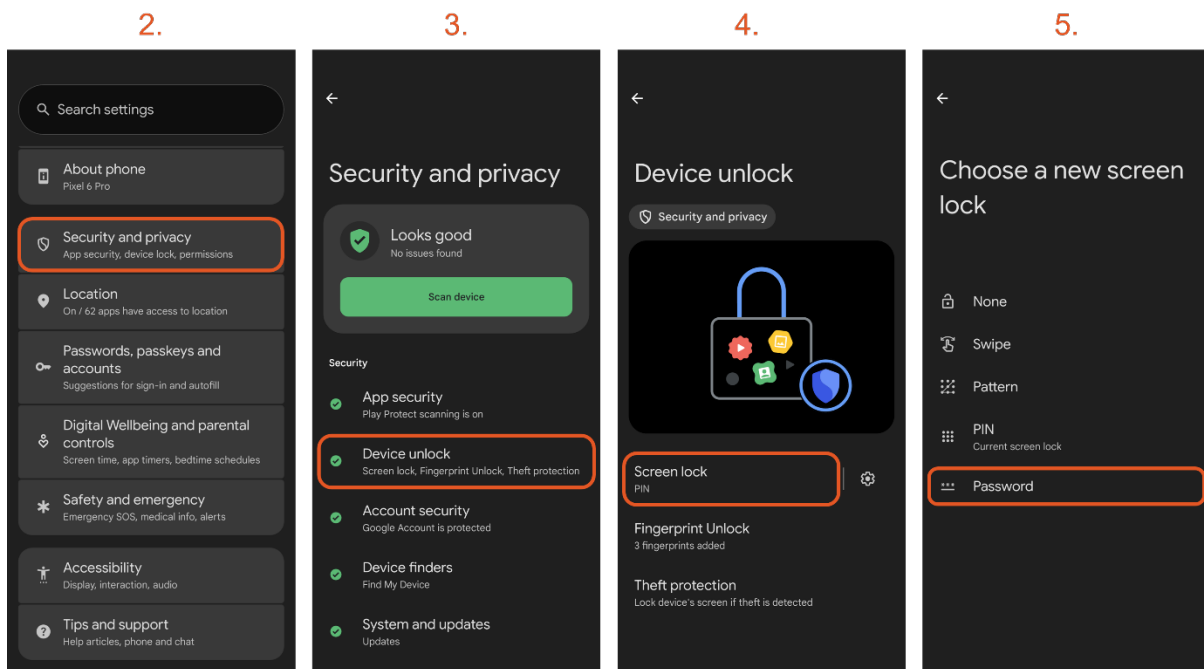 2.
Search settings
About phone
Pixel 6 Pro
Security and privacy
App security, device lock, permissions
Location
On / 62 apps have access to location
Passwords, passkeys and
accounts
Suggestions for sign-in and autofill
Digital Wellbeing and parental
controls
Screen time, app timers, bedtime schedules
Safety and emergency
Emergency SOS, medical info, alerts
Accessibility
Display, interaction, audio
Tips and support
Help articles, phone and chat
3.
Security and privacy
Looks good
No issues found
Scan device
Security
App security
Play Protect scanning is on
Device unlock
Screen lock, Fingerprint Unlock, Theft protection
Account security
Google Account is protected
Device finders
Find My Device
System and updates
Updates
4.
Device unlock
Security and privacy
Screen lock
PIN
Fingerprint Unlock
3 fingerprints added
Theft protection
Lock device's screen if theft is detected
5.
Choose a new screen
lock
None
Swipe
Pattern
PIN
Current screen lock
Password